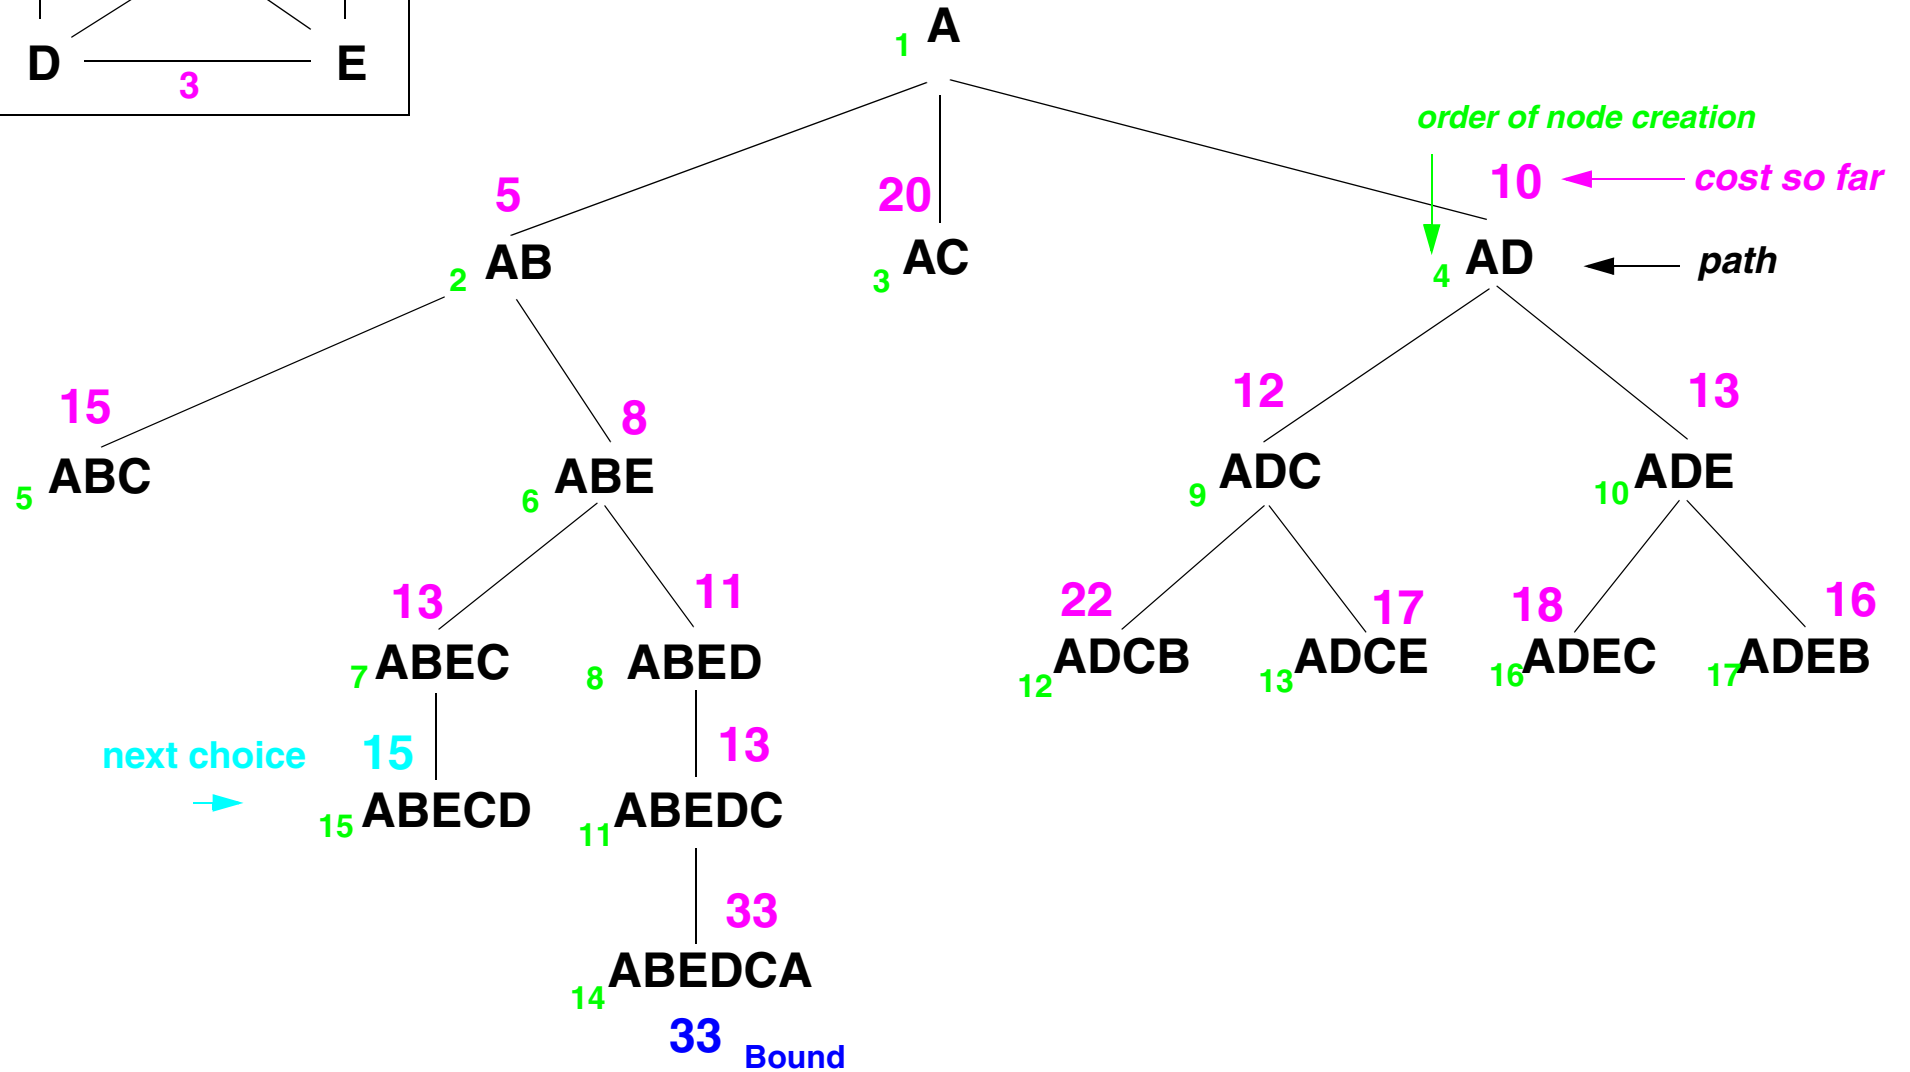 A
1
D
E
3
order of node creation
5
20
10
cost so far
2
AB
3
AC
4
AD
path
15
8
12
13
5
ABC
6
ABE
9
ADC
10
ADE
13
11
22
17
18
16
7
ABEC
8
ABED
12
ADCB
13
ADCE
16
ADEC
17
ADEB
next choice
15
13
15
ABECD
11
ABEDC
33
14
ABEDCA
33
Bound